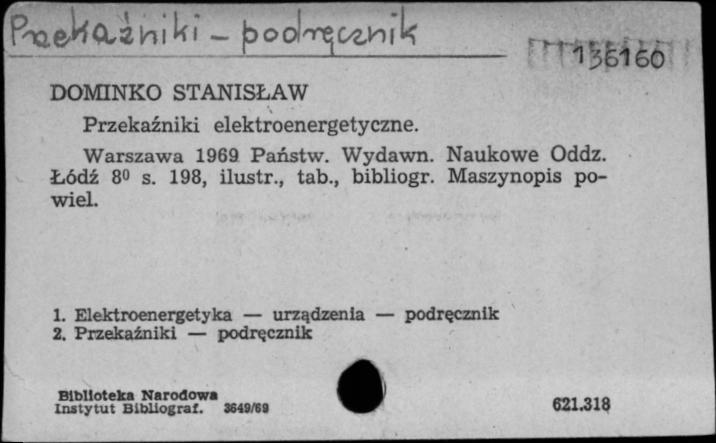 Przekaźniki – podręcznik
136160
DOMINKO STANISŁAW
Przekaźniki elektroenergetyczne.
Warszawa 1969 Państw. Wydawn. Naukowe Oddz.
Łódź 8⁰ s. 198, ilustr., tab., bibliogr. Maszynopis po-
wiel.
1. Elektroenergetyka — urządzenia — podręcznik
2. Przekaźniki — podręcznik
Biblioteka Narodowa
Instytut Bibliograf. 3649/69
621.318